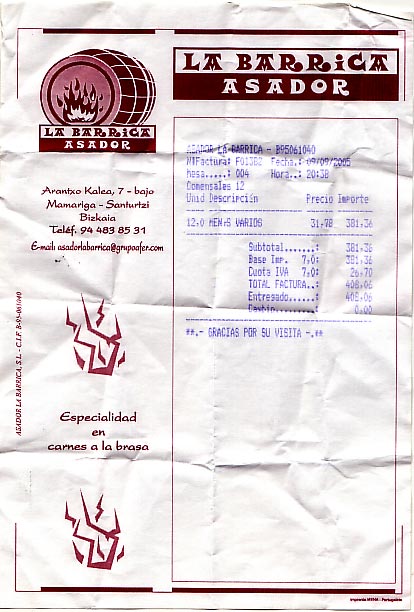 LA BARRICA
ASADOR
LA BARRICA
ASADOR
Arantxo Kalea, 7 - bajo
Mamariga - Santurtzi
Bizkaia
Teléf. 94 483 85 31
E-mail: asadorlabarrica@grupoafer.com
ASADOR LA BARRICA, S.L. - C.I.F. B-95061040
Especialidad
en
carnes a la brasa
ASADOR LA BARRICA - B95061040
NºFactura: F01382 Fecha.: 09/09/2005
Mesa.....: 004 Hora..: 20:38
Comensales 12
Unid Descripción Precio Importe
12.0 MENUS VARIOS 31,78 381,36
Subtotal.......: 381,36
Base Imp. 7,0: 381,36
Cuota IVA 7,0: 26,70
TOTAL FACTURA..: 408,06
Entregado......: 408,06
Cambio.........: 0,00
**.- GRACIAS POR SU VISITA -.**